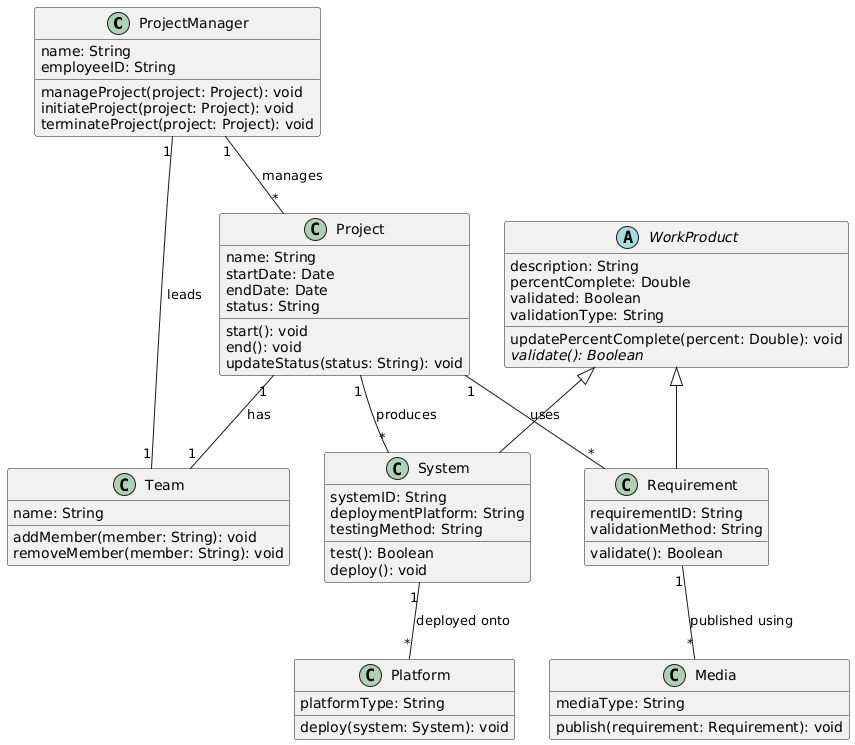 C ProjectManager
name: String
employeeID: String
manageProject(project: Project): void
initiateProject(project: Project): void
terminateProject(project: Project): void
1
1
manages
*
C Project
name: String
startDate: Date
endDate: Date
status: String
start(): void
end(): void
updateStatus(status: String): void
A WorkProduct
description: String
percentComplete: Double
validated: Boolean
validationType: String
updatePercentComplete(percent: Double): void
validate(): Boolean
leads
1
1
1
has
produces
uses
1
1
*
*
C Team
name: String
addMember(member: String): void
removeMember(member: String): void
C System
systemID: String
deploymentPlatform: String
testingMethod: String
test(): Boolean
deploy(): void
C Requirement
requirementID: String
validationMethod: String
validate(): Boolean
1
deployed onto
*
1
published using
*
C Platform
platformType: String
deploy(system: System): void
C Media
mediaType: String
publish(requirement: Requirement): void